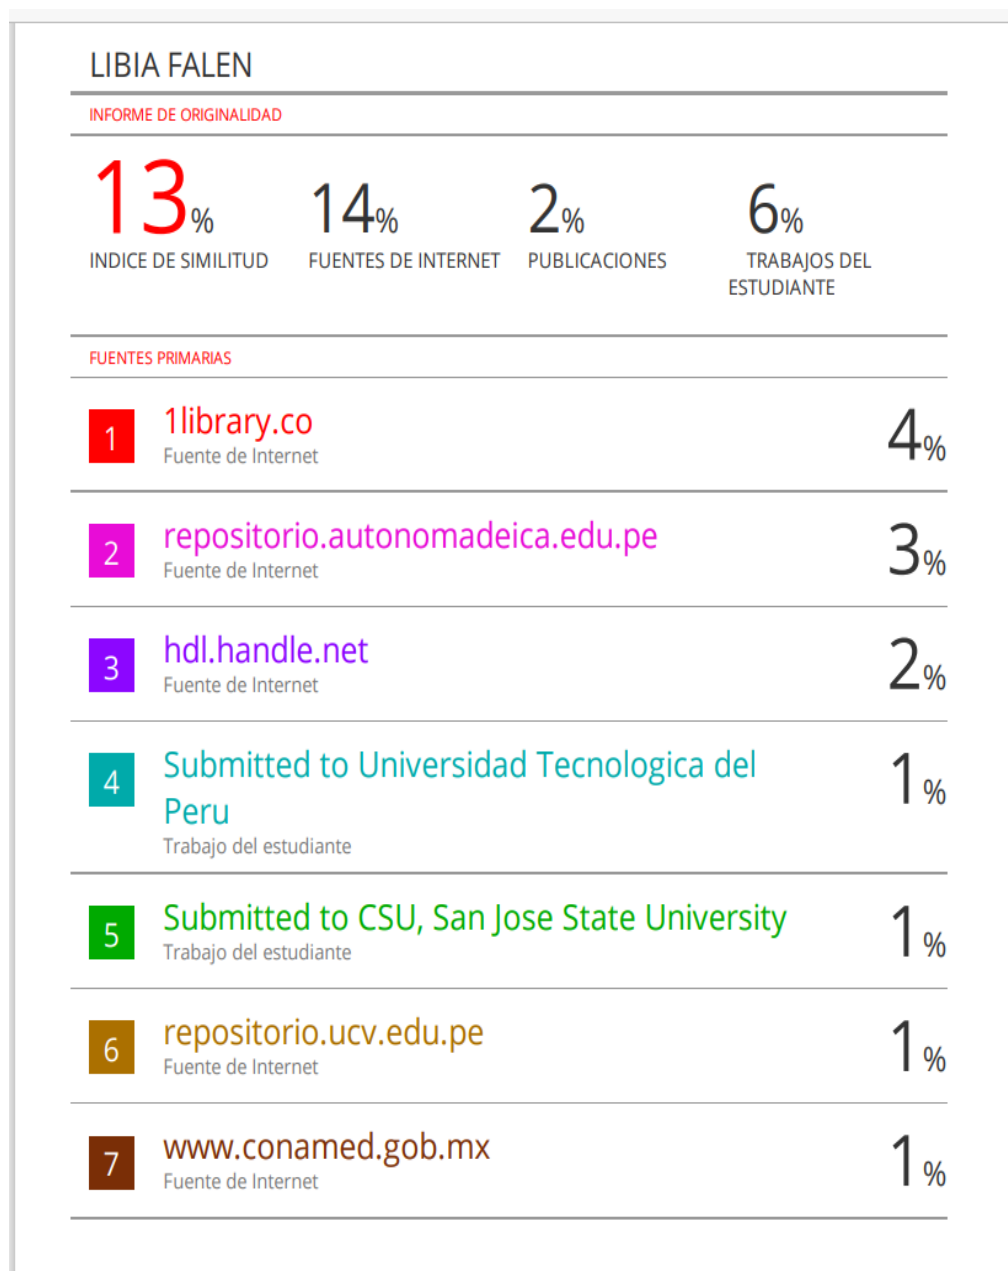 LIBIA FALEN
INFORME DE ORIGINALIDAD
13% 14% 2% 6%
INDICE DE SIMILITUD FUENTES DE INTERNET PUBLICACIONES TRABAJOS DEL
ESTUDIANTE
FUENTES PRIMARIAS
1 1library.co 4%
Fuente de Internet
2 repositorio.autonomadeica.edu.pe 3%
Fuente de Internet
3 hdl.handle.net 2%
Fuente de Internet
4 Submitted to Universidad Tecnologica del 1%
Peru
Trabajo del estudiante
5 Submitted to CSU, San Jose State University 1%
Trabajo del estudiante
6 repositorio.ucv.edu.pe 1%
Fuente de Internet
7 www.conamed.gob.mx 1%
Fuente de Internet